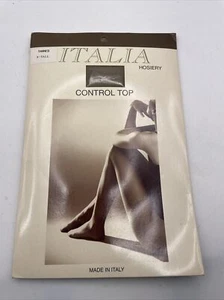 ITALIA
HOSIERY
CONTROL TOP
MADE IN ITALY